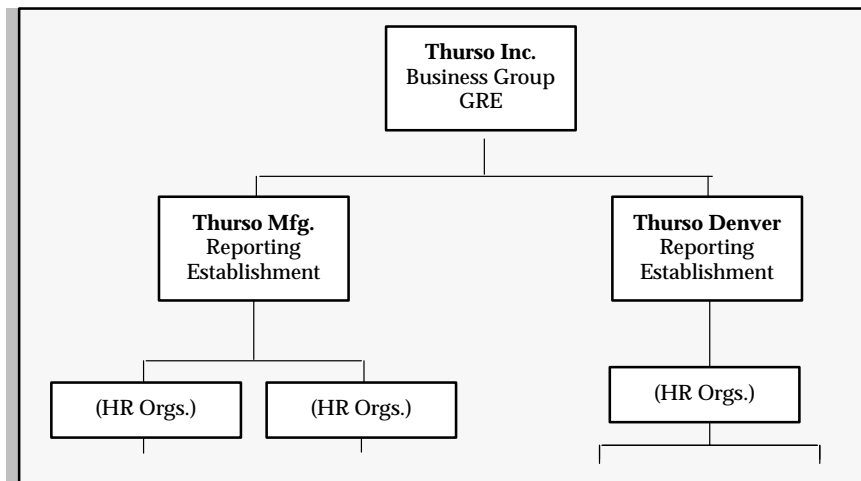 Thurso Inc.
Business Group
GRE
Thurso Mfg.
Reporting
Establishment
Thurso Denver
Reporting
Establishment
(HR Orgs.)
(HR Orgs.)
(HR Orgs.)